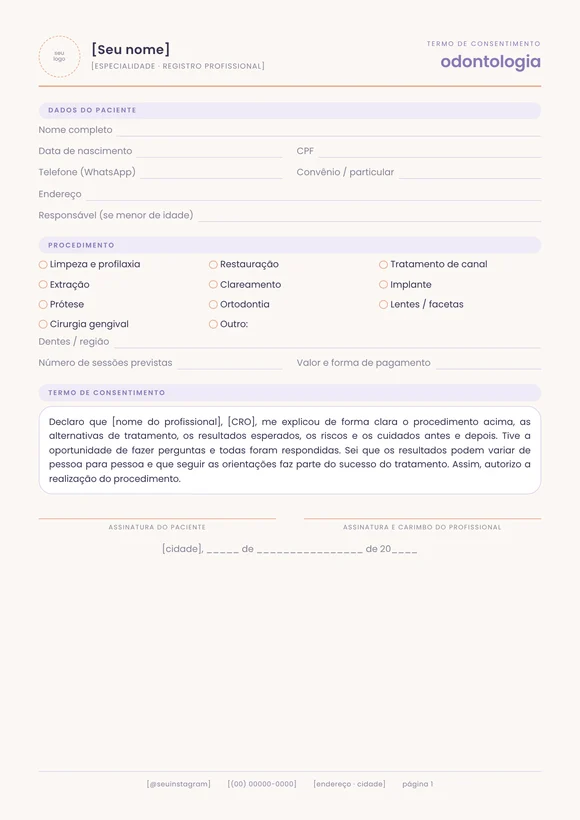 seu
logo
[Seu nome]
[ESPECIALIDADE · REGISTRO PROFISSIONAL]
TERMO DE CONSENTIMENTO
odontologia
DADOS DO PACIENTE
Nome completo
Data de nascimento CPF
Telefone (WhatsApp) Convênio / particular
Endereço
Responsável (se menor de idade)
PROCEDIMENTO
Limpeza e profilaxia Restauração Tratamento de canal
Extração Clareamento Implante
Prótese Ortodontia Lentes / facetas
Cirurgia gengival Outro:
Dentes / região
Número de sessões previstas Valor e forma de pagamento
TERMO DE CONSENTIMENTO
Declaro que [nome do profissional], [CRO], me explicou de forma clara o procedimento acima, as
alternativas de tratamento, os resultados esperados, os riscos e os cuidados antes e depois. Tive a
oportunidade de fazer perguntas e todas foram respondidas. Sei que os resultados podem variar de
pessoa para pessoa e que seguir as orientações faz parte do sucesso do tratamento. Assim, autorizo a
realização do procedimento.
ASSINATURA DO PACIENTE ASSINATURA E CARIMBO DO PROFISSIONAL
[cidade], _____ de ________________ de 20____
[@seuinstagram] [(00) 00000-0000] [endereço · cidade] página 1